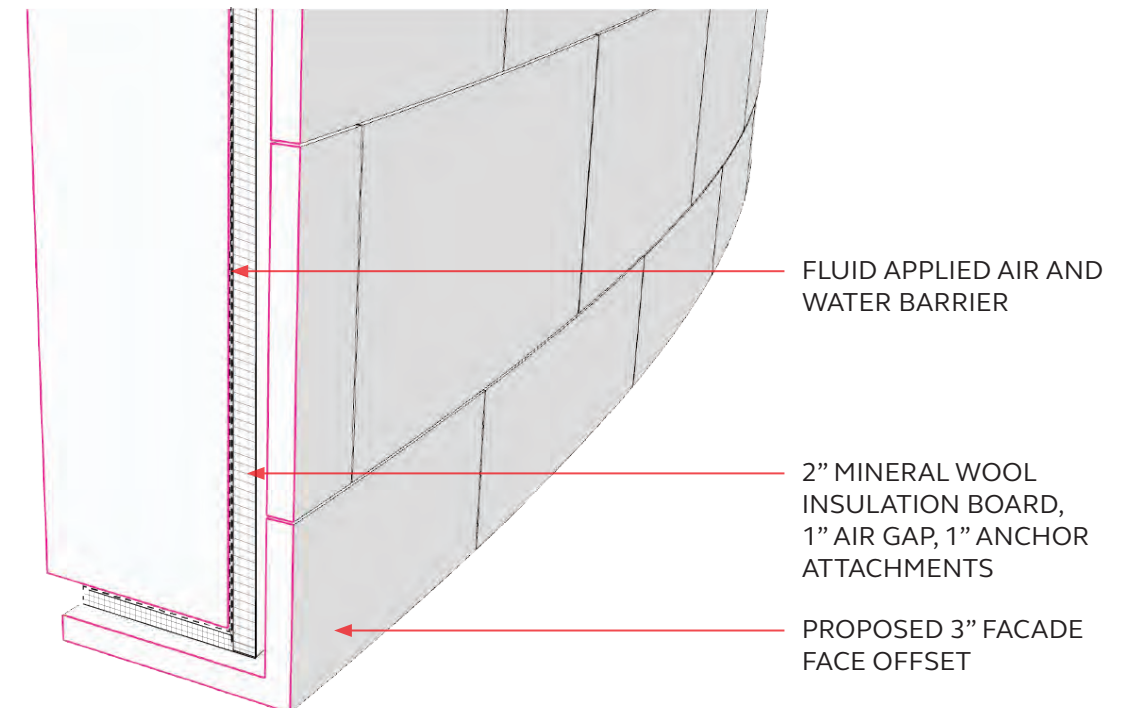 FLUID APPLIED AIR AND
WATER BARRIER
2” MINERAL WOOL
INSULATION BOARD,
1” AIR GAP, 1” ANCHOR
ATTACHMENTS
PROPOSED 3” FACADE
FACE OFFSET